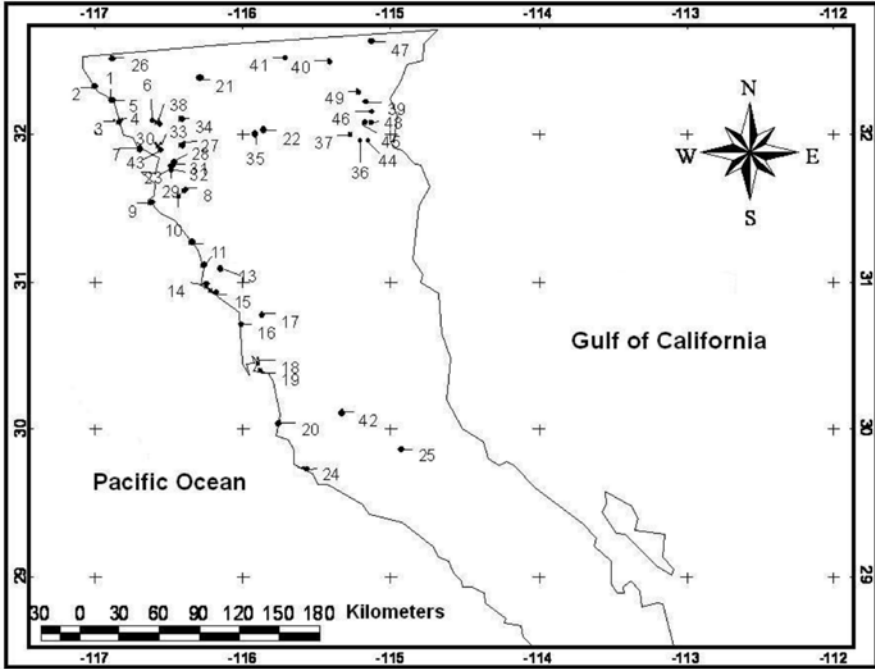 -117 -116 -115 -114 -113 -112
47
26 41 40
1 6 21
2 5 38 49 39
3 4 34 46 48
30 33 22 45
7 27 35 37 44
43 28 36
23 31
32
29 8
9
10
11
13
14 15 17
16
18
19
20 42
25
24
32 32
31 31
30 30
29 29
N
W E
S
Gulf of California
Pacific Ocean
30 0 30 60 90 120 150 180 Kilometers
-117 -116 -115 -114 -113 -112